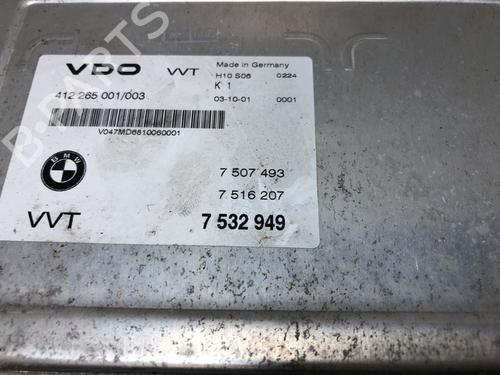 VDO VVT Made in Germany
H10 S06 0224
K 1
412 265 001/003 03-10-01 0001
V047MD6810060001
BMW
7 507 493
7 516 207
VVT 7 532 949
B-PARTS